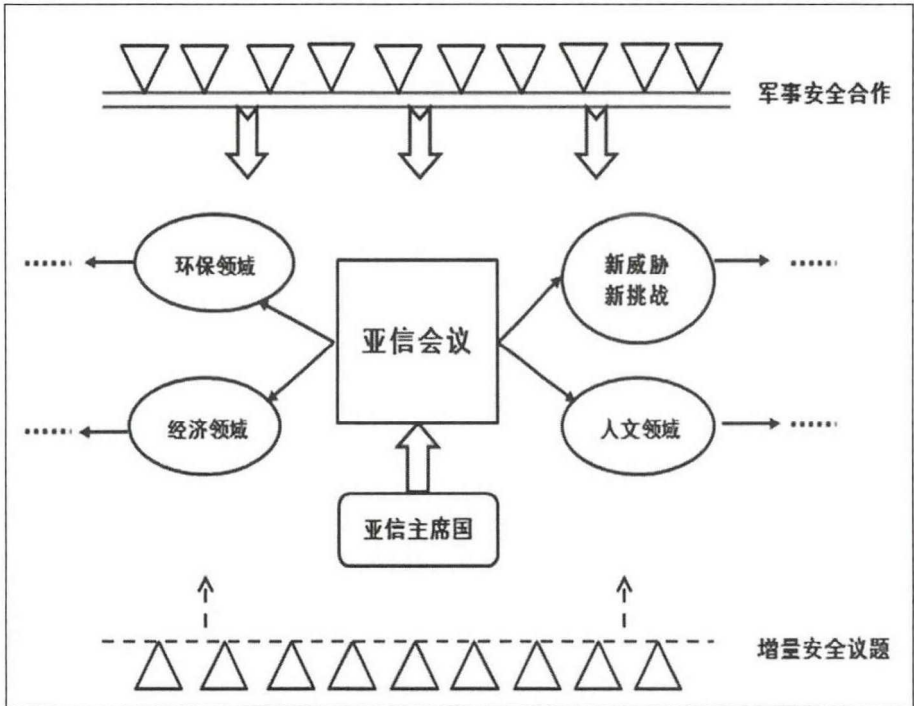 军事安全合作
环保领域
新威胁
新挑战
亚信会议
经济领域
人文领域
亚信主席国
增量安全议题